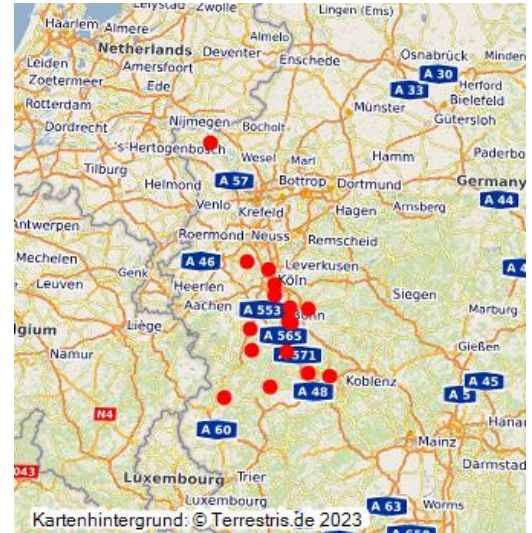 Lelystad Zwolle
Haarlem Almere
Lingen (Ems)
Netherlands
Almelo
Deventer
Leiden
Amersfoort
Enschede
Osnabrück
A 30
Zoetermeer
Ede
A 33
Herford
Bielefeld
Rotterdam
Münster
Gütersloh
Dordrecht
Nijmegen
Bocholt
's-Hertogenbosch
Wesel
Marl
Hamm
Tilburg
Helmond
A 57
Bottrop
Dortmund
Germany
Venlo
Krefeld
Hagen
Arnsberg
A 44
Antwerpen
Roermond
Neuss
Remscheid
Mechelen
Genk
A 46
Leverkusen
Leuven
Heerlen
Köln
Aachen
Siegen
Marburg
A 553
Liège
A 565
Gießen
Namur
A 571
Koblenz
A 45
A 48
A 5
N4
A 60
Hanau
Mainz
Darmstadt
Trier
Luxembourg
Luxembourg
A 63
Worms
Kartenhintergrund: © Terrestris.de 2023